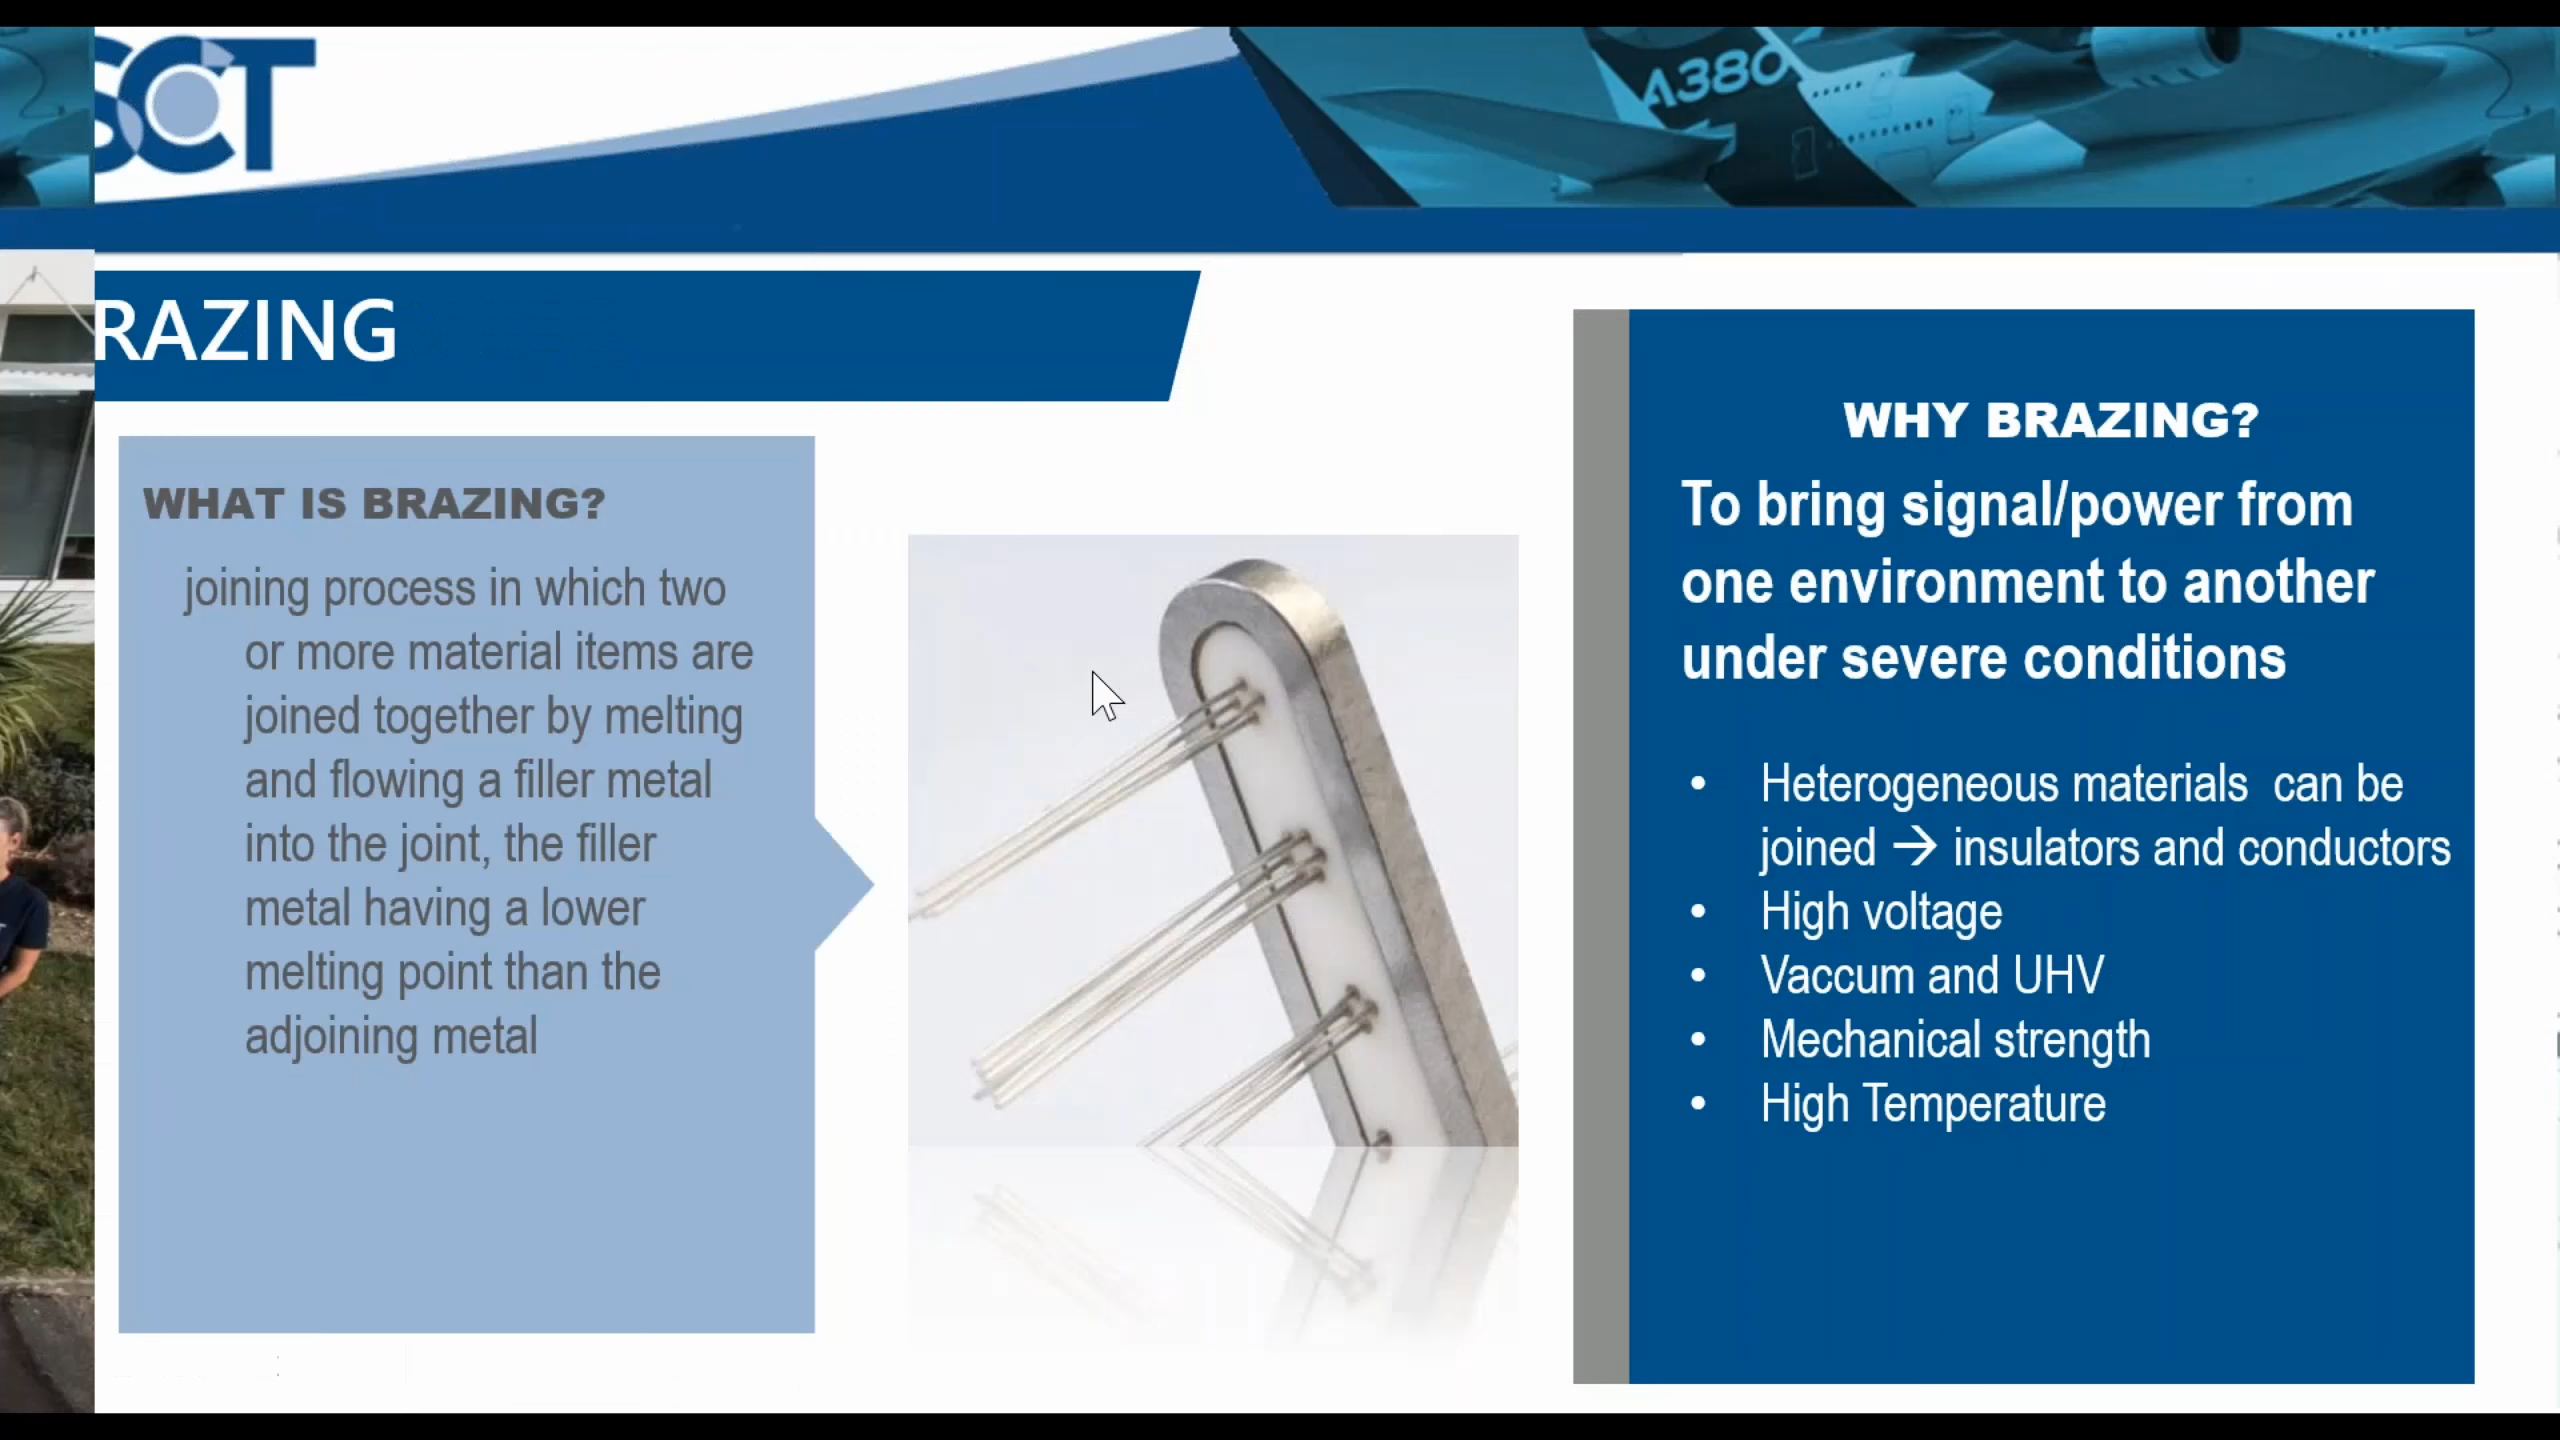 SCT
A380
RAZING
WHAT IS BRAZING?
joining process in which two
or more material items are
joined together by melting
and flowing a filler metal
into the joint, the filler
metal having a lower
melting point than the
adjoining metal
WHY BRAZING?
To bring signal/power from
one environment to another
under severe conditions
• Heterogeneous materials can be
joined → insulators and conductors
• High voltage
• Vaccum and UHV
• Mechanical strength
• High Temperature